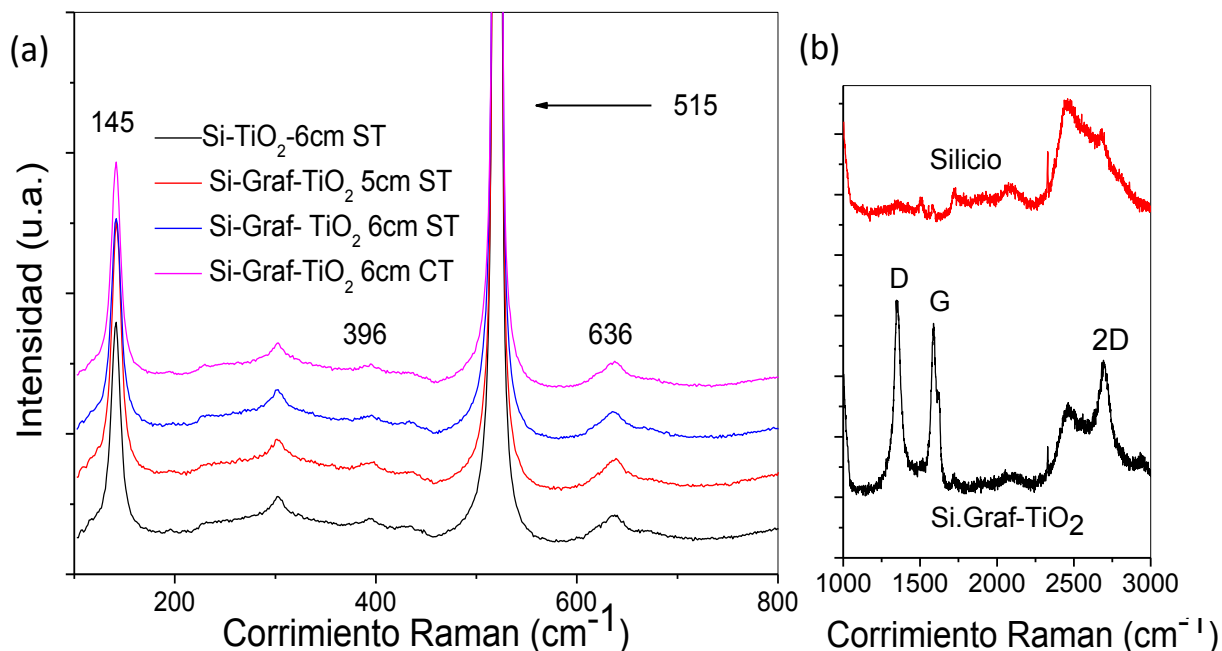 (a)
Intensidad (u.a.)
145
515
Si-TiO₂-6cm ST
Si-Graf-TiO₂ 5cm ST
Si-Graf- TiO₂ 6cm ST
Si-Graf-TiO₂ 6cm CT
396
636
200 400 600 800
Corrimiento Raman (cm⁻¹)
(b)
Silicio
D
G
2D
Si.Graf-TiO₂
1000 1500 2000 2500 3000
Corrimiento Raman (cm⁻¹)